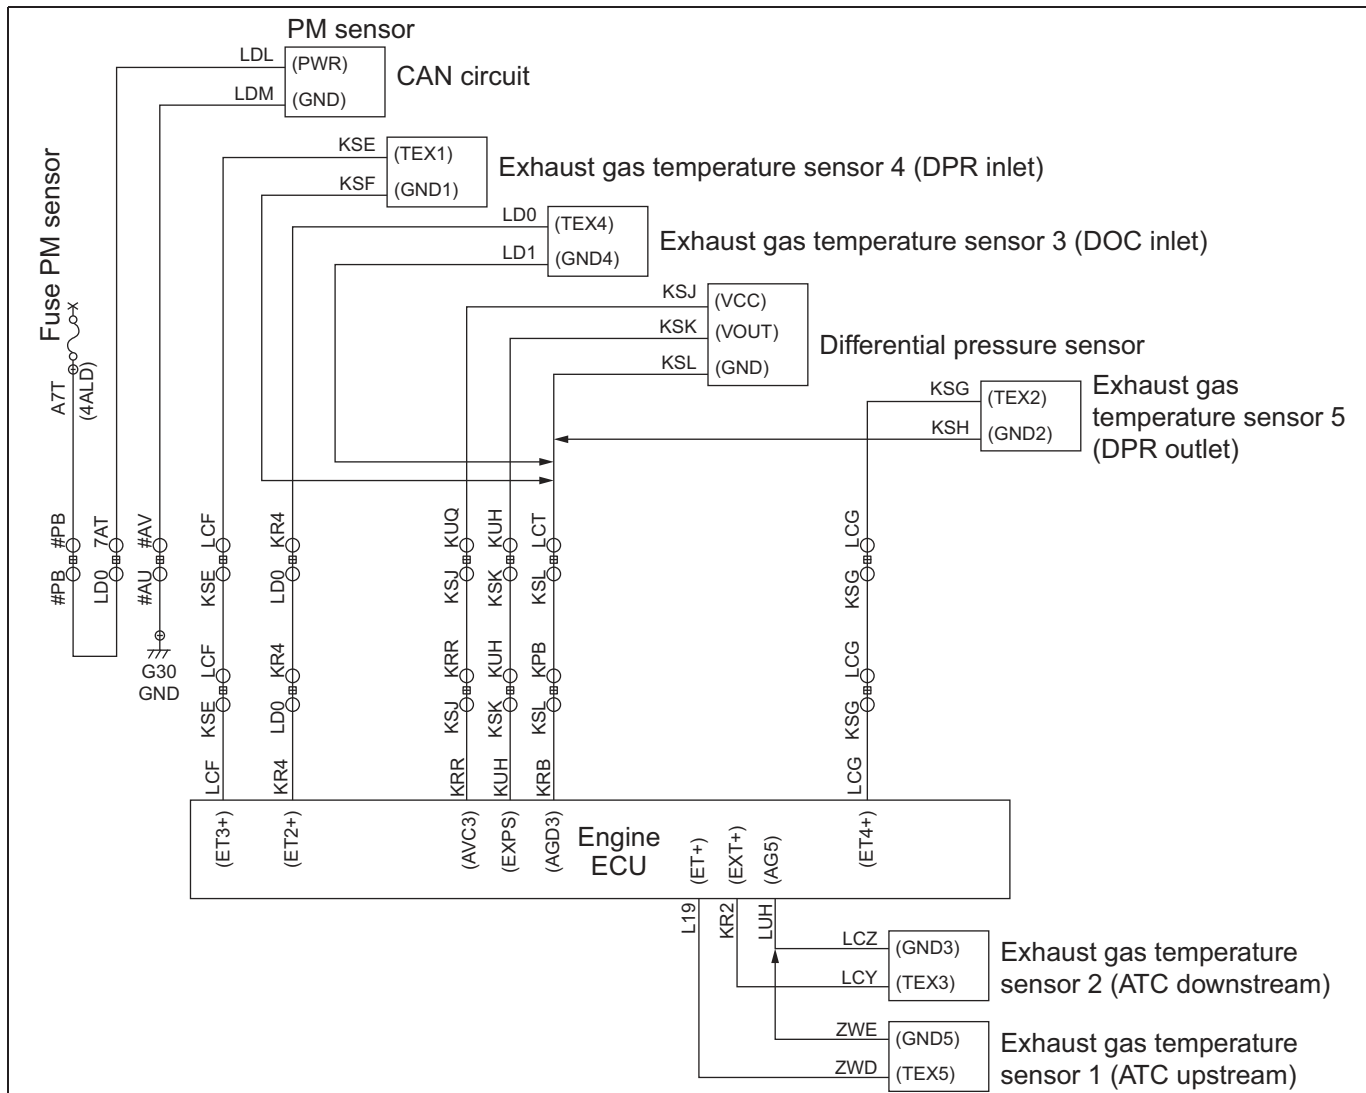 PM sensor
LDL
(PWR)
CAN circuit
LDM
(GND)
KSE
(TEX1)
Exhaust gas temperature sensor 4 (DPR inlet)
KSF
(GND1)
LD0
(TEX4)
Exhaust gas temperature sensor 3 (DOC inlet)
LD1
(GND4)
Fuse PM sensor
KSJ
(VCC)
KSK
(VOUT)
Differential pressure sensor
KSL
(GND)
A7T
(4ALD)
KSG
(TEX2)
KSH
(GND2)
Exhaust gas
temperature sensor 5
(DPR outlet)
#PB
7AT
#AV
LCF
KR4
KUQ
KUH
LCT
LCG
#PB
LD0
#AU
KSE
LD0
KSJ
KSK
KSL
KSG
G30
GND
LCF
KR4
KRR
KUH
KPB
LCG
KSE
LD0
KSJ
KSK
KSL
KSG
LCF
KR4
KRR
KUH
KRB
LCG
(ET3+)
(ET2+)
(AVC3)
(EXPS)
(AGD3)
Engine
ECU
(ET+)
(EXT+)
(AG5)
(ET4+)
L19
KR2
LUH
LCZ
(GND3)
LCY
(TEX3)
Exhaust gas temperature
sensor 2 (ATC downstream)
ZWE
(GND5)
ZWD
(TEX5)
Exhaust gas temperature
sensor 1 (ATC upstream)